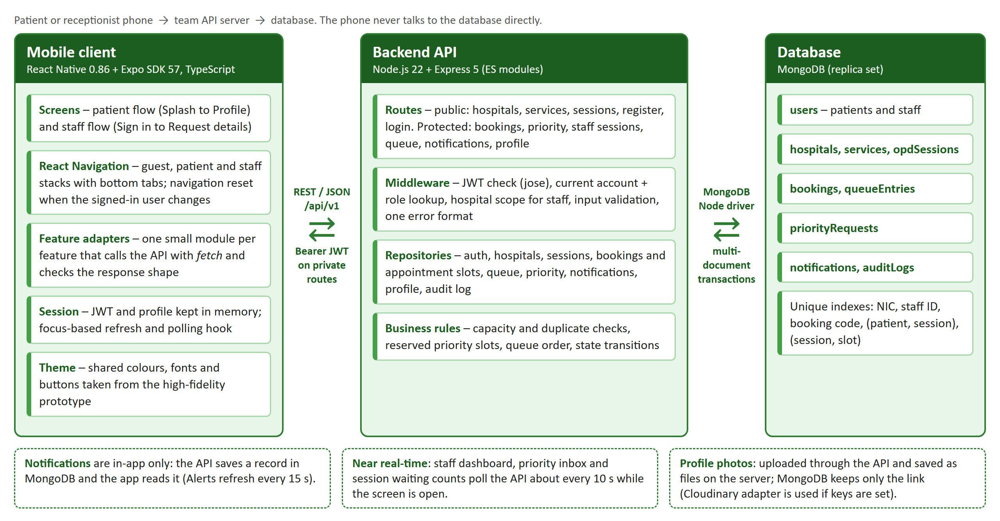 Patient or receptionist phone → team API server → database. The phone never talks to the database directly.
Mobile client
React Native 0.86 + Expo SDK 57, TypeScript
Screens – patient flow (Splash to Profile)
and staff flow (Sign in to Request details)
React Navigation – guest, patient and staff
stacks with bottom tabs; navigation reset
when the signed-in user changes
Feature adapters – one small module per
feature that calls the API with fetch and
checks the response shape
Session – JWT and profile kept in memory;
focus-based refresh and polling hook
Theme – shared colours, fonts and
buttons taken from the high-fidelity
prototype
REST / JSON
/api/v1
Bearer JWT
on private
routes
Backend API
Node.js 22 + Express 5 (ES modules)
Routes – public: hospitals, services, sessions, register,
login. Protected: bookings, priority, staff sessions,
queue, notifications, profile
Middleware – JWT check (jose), current account +
role lookup, hospital scope for staff, input validation,
one error format
Repositories – auth, hospitals, sessions, bookings and
appointment slots, queue, priority, notifications,
profile, audit log
Business rules – capacity and duplicate checks,
reserved priority slots, queue order, state transitions
MongoDB
Node driver
multi-
document
transactions
Database
MongoDB (replica set)
users – patients and staff
hospitals, services, opdSessions
bookings, queueEntries
priorityRequests
notifications, auditLogs
Unique indexes: NIC, staff ID,
booking code, (patient, session),
(session, slot)
Notifications are in-app only: the API saves a record in
MongoDB and the app reads it (Alerts refresh every 15 s).
Near real-time: staff dashboard, priority inbox and
session waiting counts poll the API about every 10 s while
the screen is open.
Profile photos: uploaded through the API and saved as
files on the server; MongoDB keeps only the link
(Cloudinary adapter is used if keys are set).